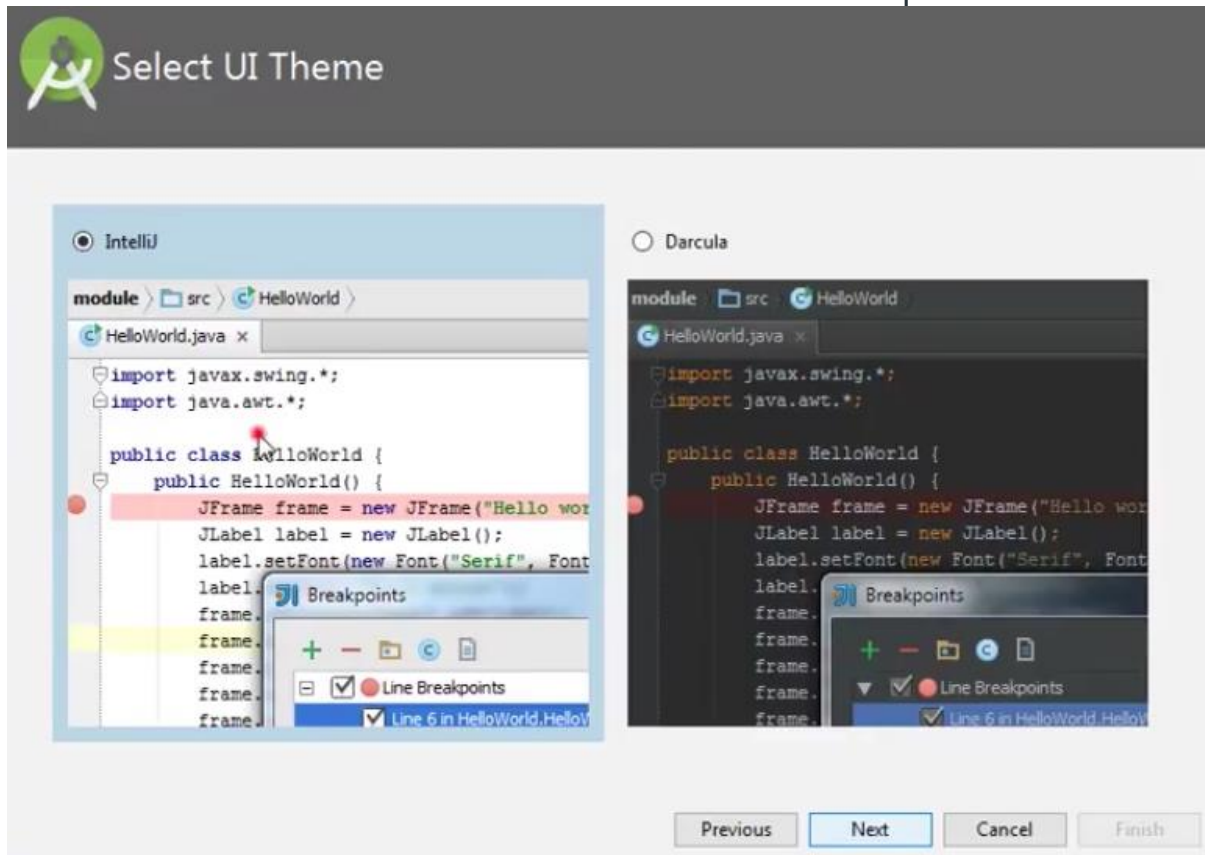 Select UI Theme
IntelliJ
module src HelloWorld
HelloWorld.java ×
import javax.swing.*;
import java.awt.*;
public class HelloWorld {
public HelloWorld() {
JFrame frame = new JFrame("Hello wor
JLabel label = new JLabel();
label.setFont(new Font("Serif", Font
label.
frame.
frame.
frame.
frame.
frame.
Breakpoints
Line Breakpoints
Line 6 in HelloWorld.HelloW
Darcula
module src HelloWorld
HelloWorld.java ×
import javax.swing.*;
import java.awt.*;
public class HelloWorld {
public HelloWorld() {
JFrame frame = new JFrame("Hello wor
JLabel label = new JLabel();
label.setFont(new Font("Serif", Font
label.
frame.
frame.
frame.
frame.
frame.
Breakpoints
Line Breakpoints
Line 6 in HelloWorld.HelloW
Previous Next Cancel Finish